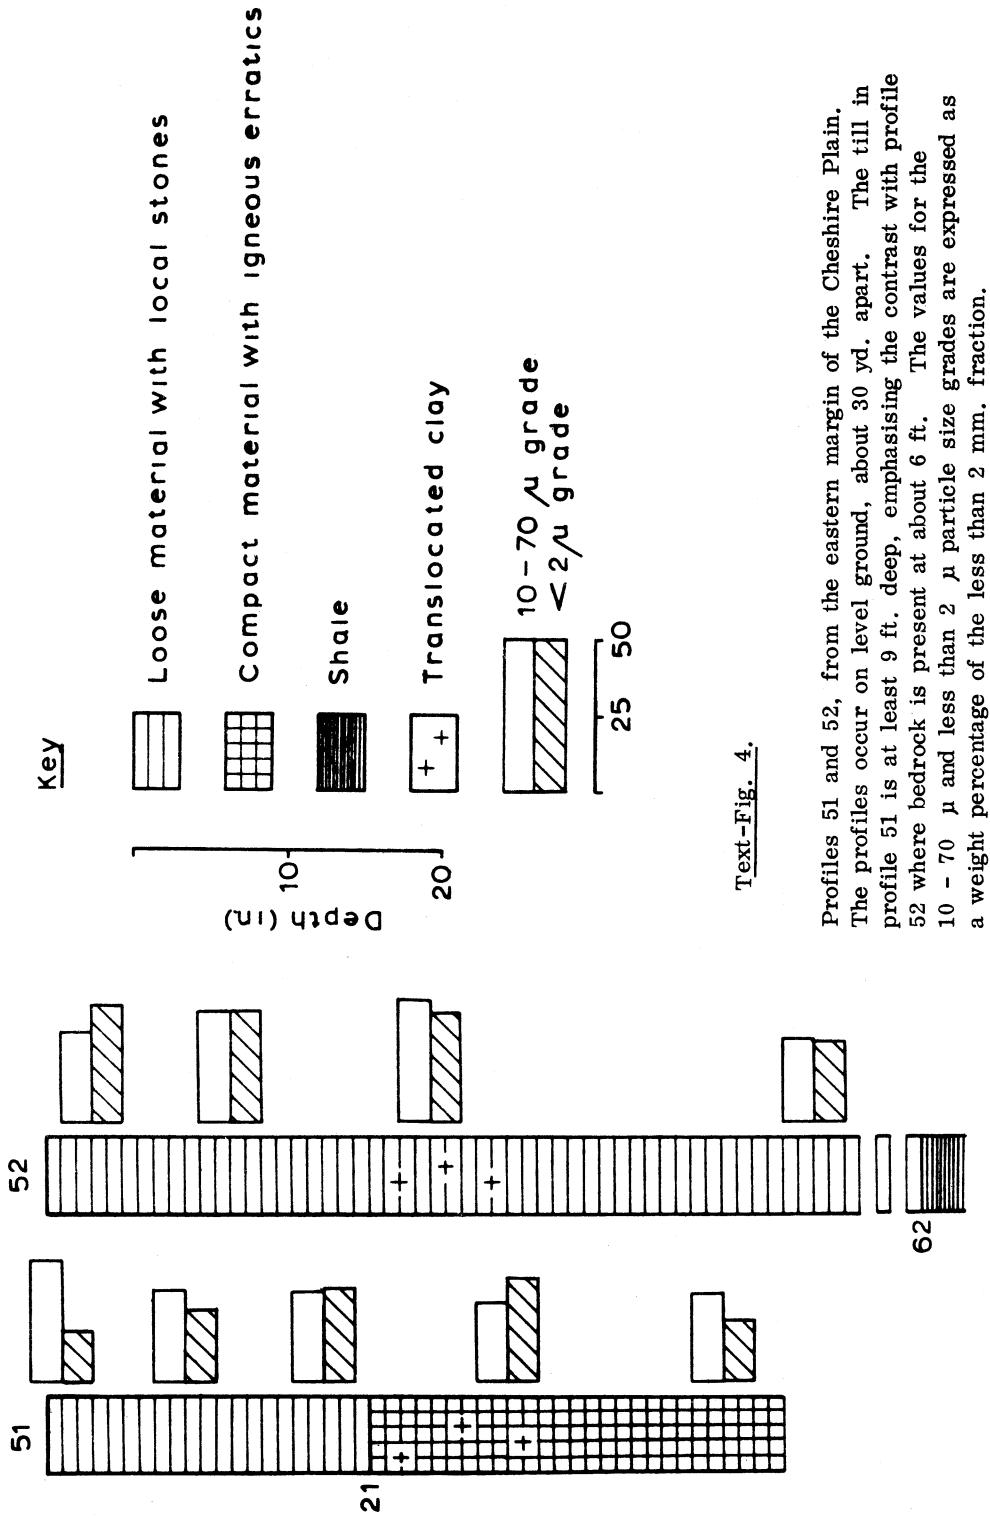 51
21
52
62
Depth (in.)
10
20
Key
Loose material with local stones
Compact material with igneous erratics
Shale
Translocated clay
10-70 µ grade
<2µ grade
25
50
Text-Fig. 4.
Profiles 51 and 52, from the eastern margin of the Cheshire Plain.
The profiles occur on level ground, about 30 yd. apart. The till in
profile 51 is at least 9 ft. deep, emphasising the contrast with profile
52 where bedrock is present at about 6 ft. The values for the
10 - 70 µ and less than 2 µ particle size grades are expressed as
a weight percentage of the less than 2 mm. fraction.